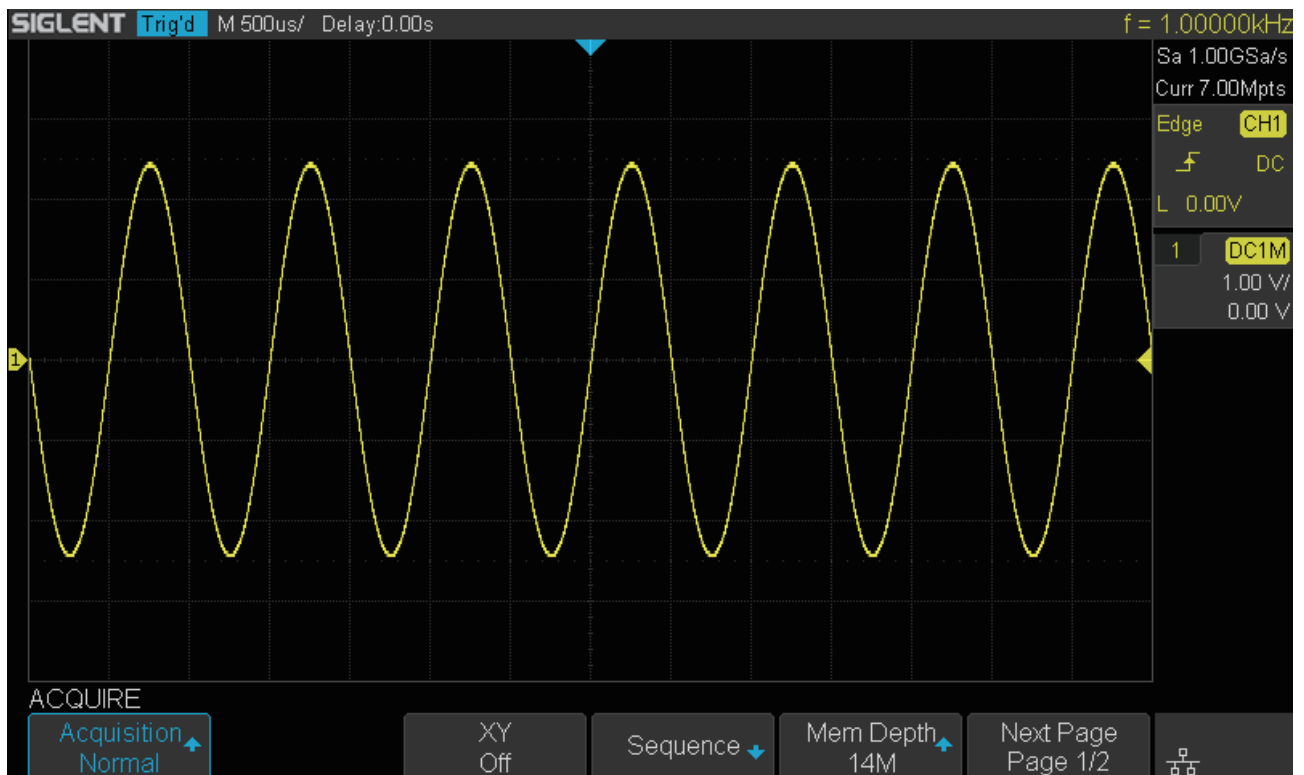 SIGLENT Trig'd M 500us/ Delay:0.00s f = 1.00000kHz
Sa 1.00GSa/s
Curr 7.00Mpts
Edge CH1
DC
L 0.00V
1 DC1M
1.00 V/
0.00 V
1
ACQUIRE
Acquisition
Normal
XY
Off
Sequence
Mem Depth
14M
Next Page
Page 1/2